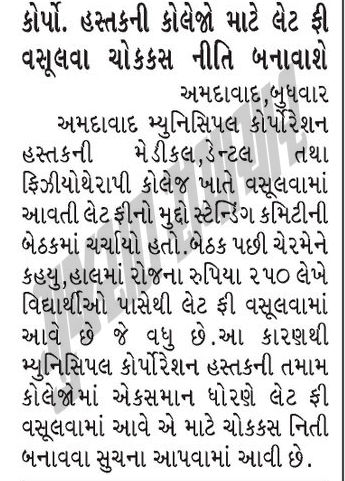 કોર્પો. હસ્તકની કોલેજો માટે લેટ ફી
વસૂલવા ચોકકસ નીતિ બનાવાશે
અમદાવાદ,બુધવાર
અમદાવાદ મ્યુનિસિપલ કોર્પોરેશન
હસ્તકની મેડીકલ,ડેન્ટલ તથા
ફિઝીયોથેરાપી કોલેજ ખાતે વસૂલવામાં
આવતી લેટ ફીનો મુદ્દો સ્ટેન્ડિંગ કમિટીની
બેઠકમાં ચર્ચાયો હતો.બેઠક પછી ચેરમેને
કહયુ,હાલમાં રોજના રુપિયા ૨૫૦ લેખે
વિદ્યાર્થીઓ પાસેથી લેટ ફી વસૂલવામાં
આવે છે જે વધુ છે.આ કારણથી
મ્યુનિસિપલ કોર્પોરેશન હસ્તકની તમામ
કોલેજોમાં એકસમાન ધોરણે લેટ ફી
વસૂલવામાં આવે એ માટે ચોકકસ નિતી
બનાવવા સુચના આપવામાં આવી છે.